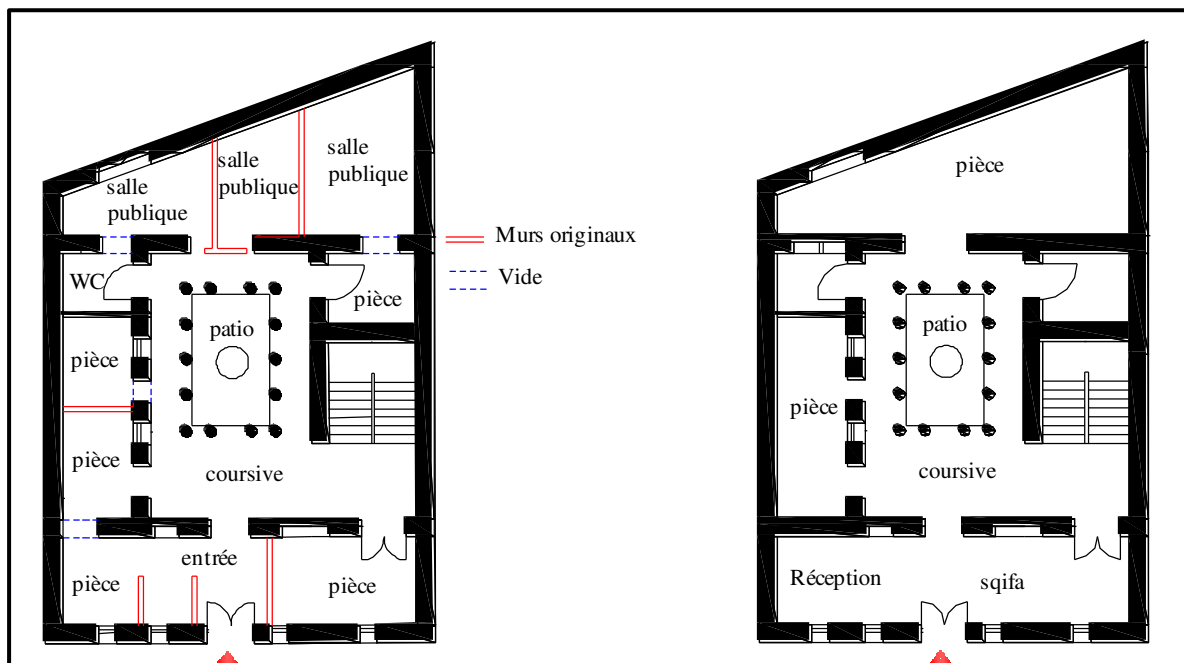 salle
publique
salle
publique
salle
publique
WC
pièce
patio
pièce
pièce
coursive
entrée
pièce
pièce
Murs originaux
Vide
pièce
patio
pièce
coursive
Réception
sqifa